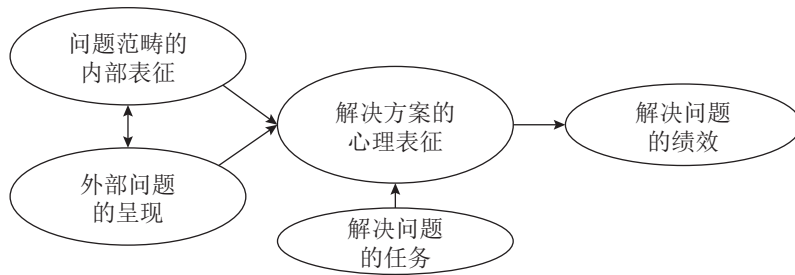 问题范畴的
内部表征
外部问题
的呈现
解决方案的
心理表征
解决问题
的任务
解决问题
的绩效